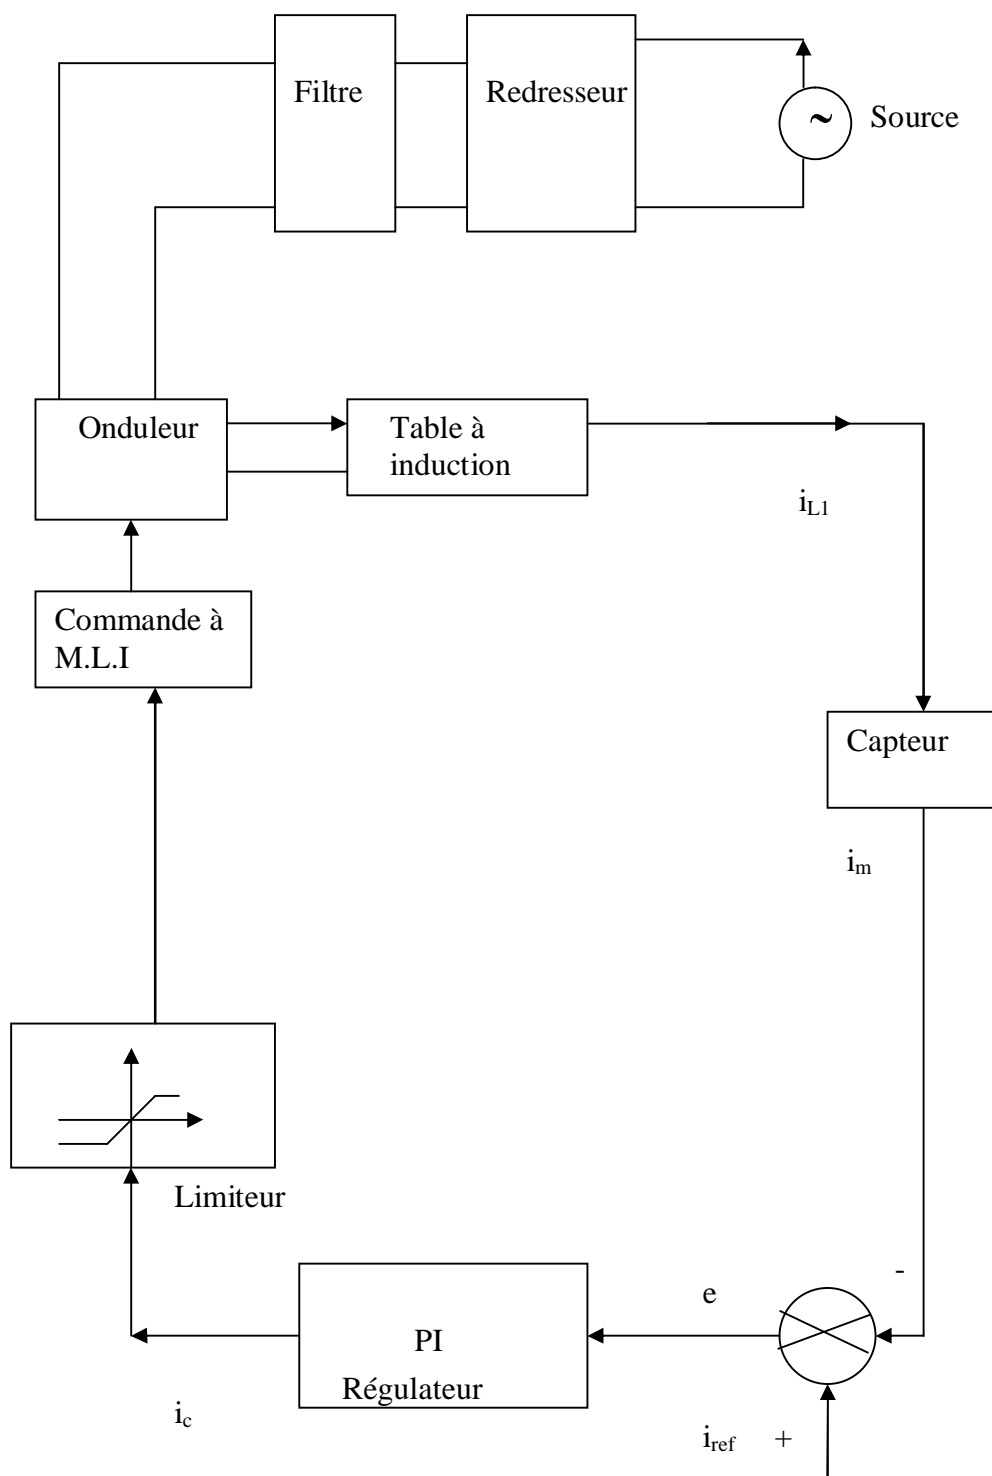 Filtre
Redresseur
~
Source
Onduleur
Table à
induction
i_L1
Commande à
M.L.I
Capteur
i_m
Limiteur
-
e
PI
Régulateur
i_c
i_ref +